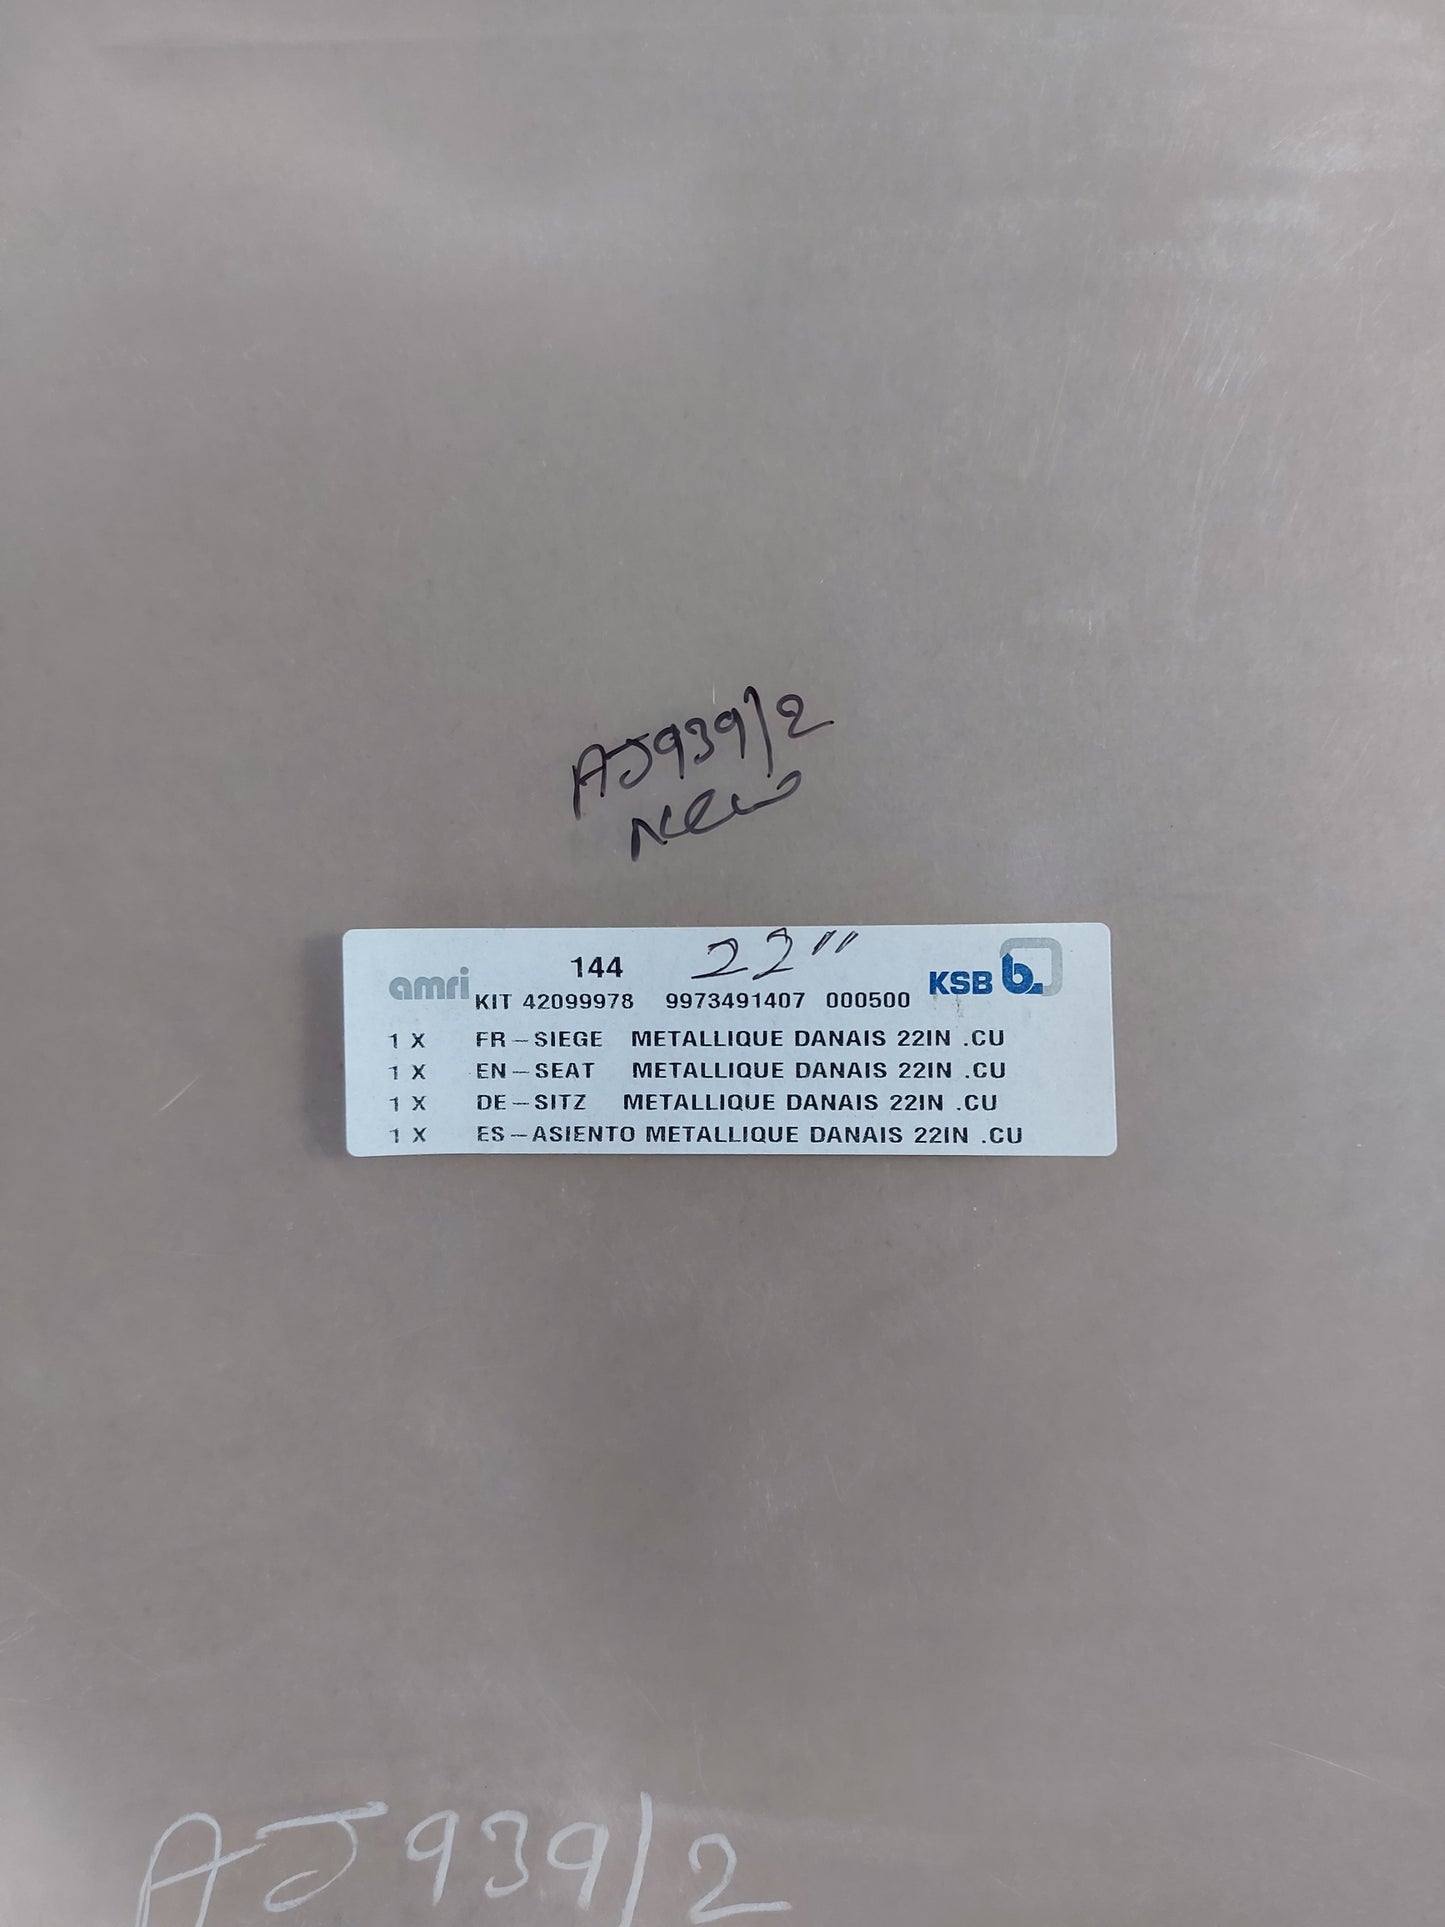 AJ939/2
New
144 22"
amri KSB b.
KIT 42099978 9973491407 000500
1 X FR-SIEGE METALLIQUE DANAIS 22IN .CU
1 X EN-SEAT METALLIQUE DANAIS 22IN .CU
1 X DE-SITZ METALLIQUE DANAIS 22IN .CU
1 X ES-ASIENTO METALLIQUE DANAIS 22IN .CU
AJ939/2